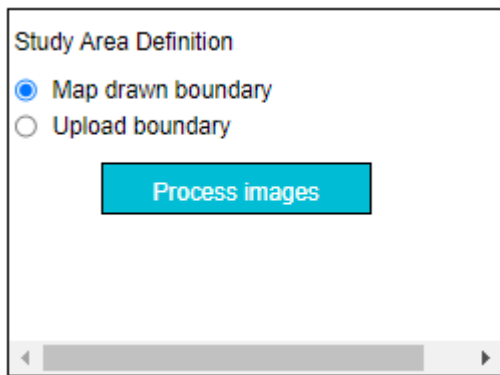 Study Area Definition
Map drawn boundary
Upload boundary
Process images